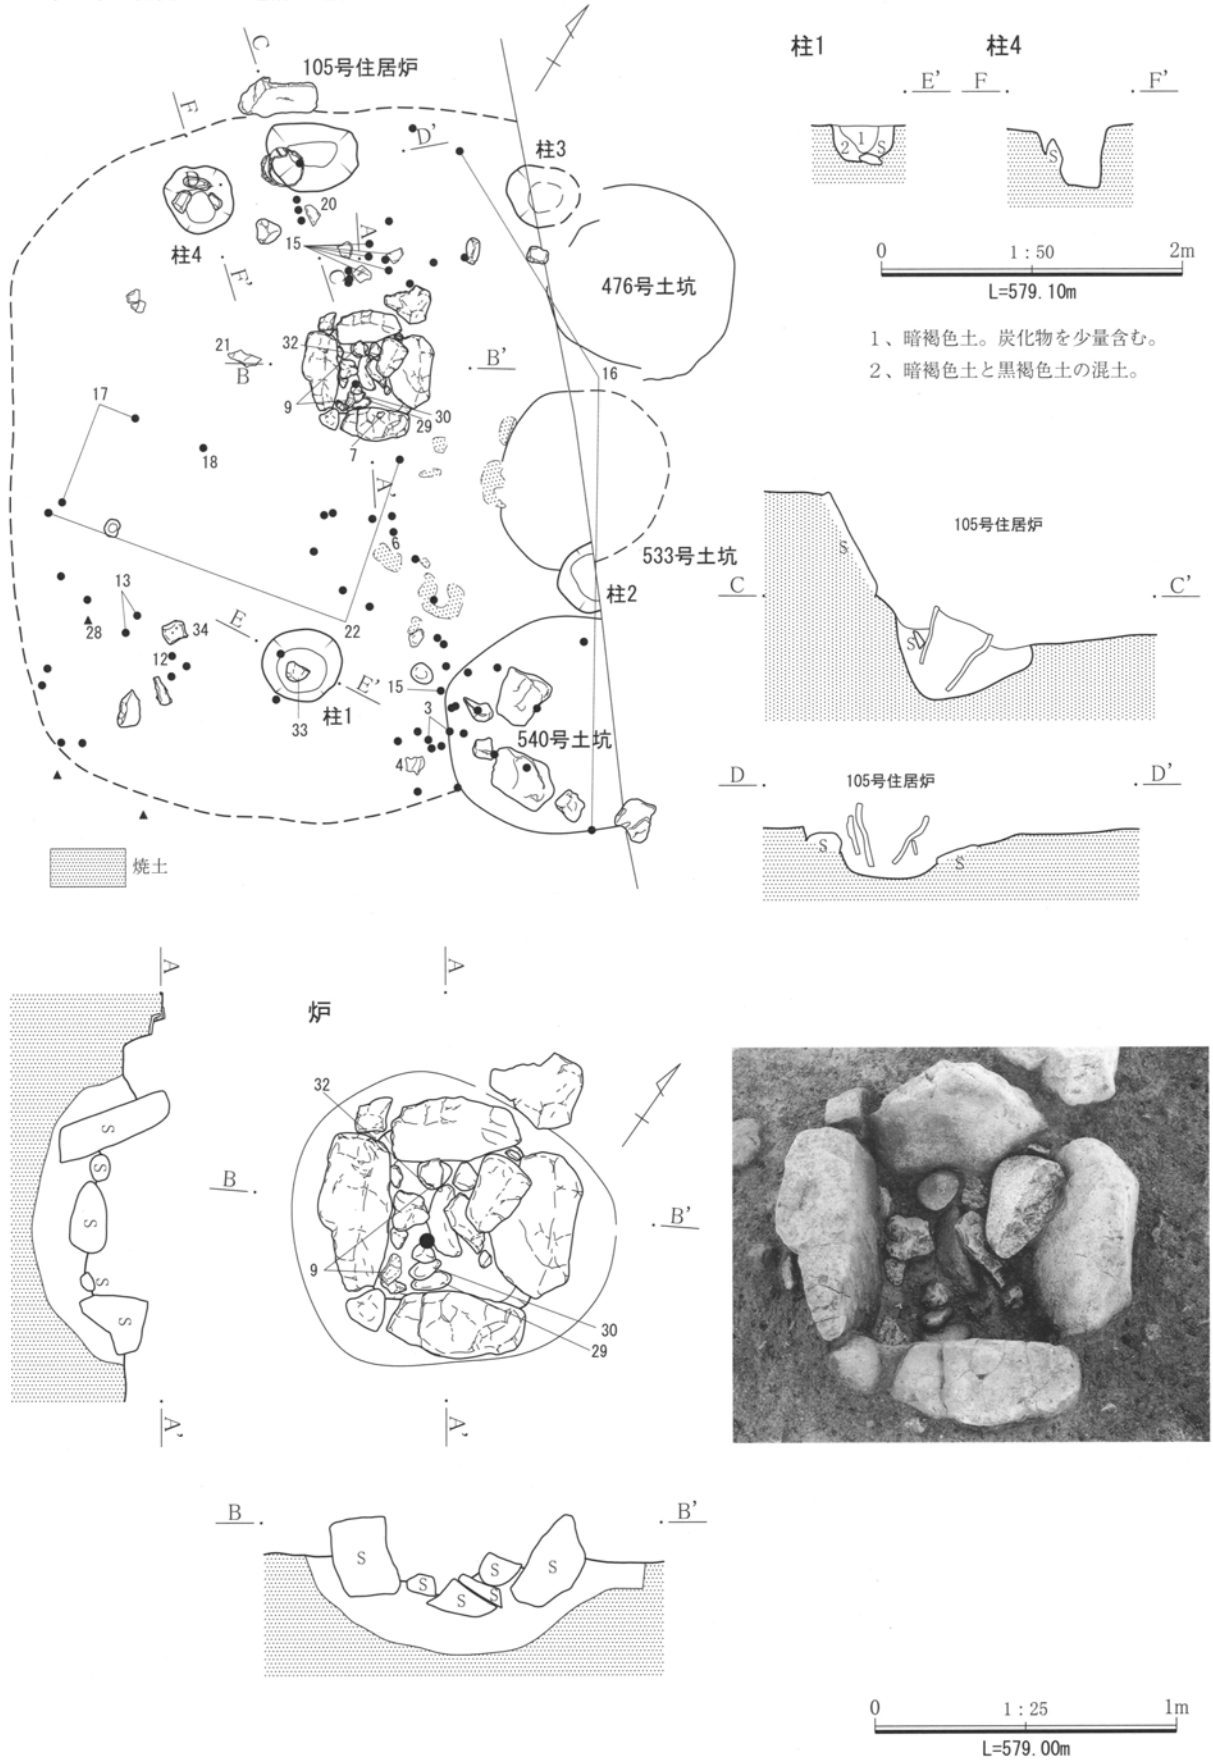 C
105号住居炉
F
D'
柱3
20
A
15
柱4
F'
C'
476号土坑
21
B
32
B'
16
9
30
29
7
17
18
A'
6
533号土坑
柱2
13
28
34
E
22
12
E'
15
33
柱1
3
540号土坑
4
焼土
柱1
柱4
E'
F
F'
2
1
S
S
0
1:50
2m
L=579.10m
1、暗褐色土。炭化物を少量含む。
2、暗褐色土と黒褐色土の混土。
105号住居炉
C
C'
S
S
D
105号住居炉
D'
S
S
A
A
炉
S
S
S
S
S
32
B
B'
9
30
29
A'
A'
B
B'
S
S
S
S
S
S
0
1:25
1m
L=579.00m